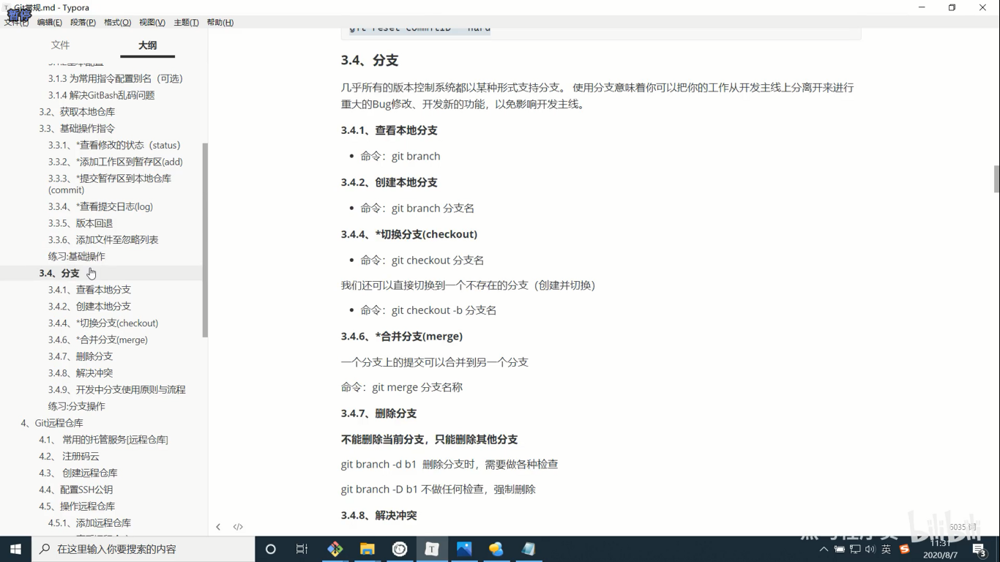 Git常规.md - Typora
暂停
文件(F) 编辑(E) 段落(P) 格式(O) 视图(V) 主题(T) 帮助(H)
文件 大纲
3.1.2基本配置
3.1.3 为常用指令配置别名（可选）
3.1.4 解决GitBash乱码问题
3.2、获取本地仓库
3.3、基础操作指令
3.3.1、*查看修改的状态（status）
3.3.2、*添加工作区到暂存区(add)
3.3.3、*提交暂存区到本地仓库
(commit)
3.3.4、*查看提交日志(log)
3.3.5、版本回退
3.3.6、添加文件至忽略列表
练习:基础操作
3.4、分支
3.4.1、查看本地分支
3.4.2、创建本地分支
3.4.4、*切换分支(checkout)
3.4.6、*合并分支(merge)
3.4.7、删除分支
3.4.8、解决冲突
3.4.9、开发中分支使用原则与流程
练习:分支操作
4、Git远程仓库
4.1、 常用的托管服务[远程仓库]
4.2、 注册码云
4.3、 创建远程仓库
4.4、配置SSH公钥
4.5、操作远程仓库
4.5.1、添加远程仓库
git reset commitID --hard
3.4、分支
几乎所有的版本控制系统都以某种形式支持分支。 使用分支意味着你可以把你的工作从开发主线上分离开来进行
重大的Bug修改、开发新的功能，以免影响开发主线。
3.4.1、查看本地分支
命令：git branch
3.4.2、创建本地分支
命令：git branch 分支名
3.4.4、*切换分支(checkout)
命令：git checkout 分支名
我们还可以直接切换到一个不存在的分支（创建并切换）
命令：git checkout -b 分支名
3.4.6、*合并分支(merge)
一个分支上的提交可以合并到另一个分支
命令：git merge 分支名称
3.4.7、删除分支
不能删除当前分支，只能删除其他分支
git branch -d b1 删除分支时，需要做各种检查
git branch -D b1 不做任何检查，强制删除
3.4.8、解决冲突
6035 词
bilibili
在这里输入你要搜索的内容
英
11:31
2020/8/7
3